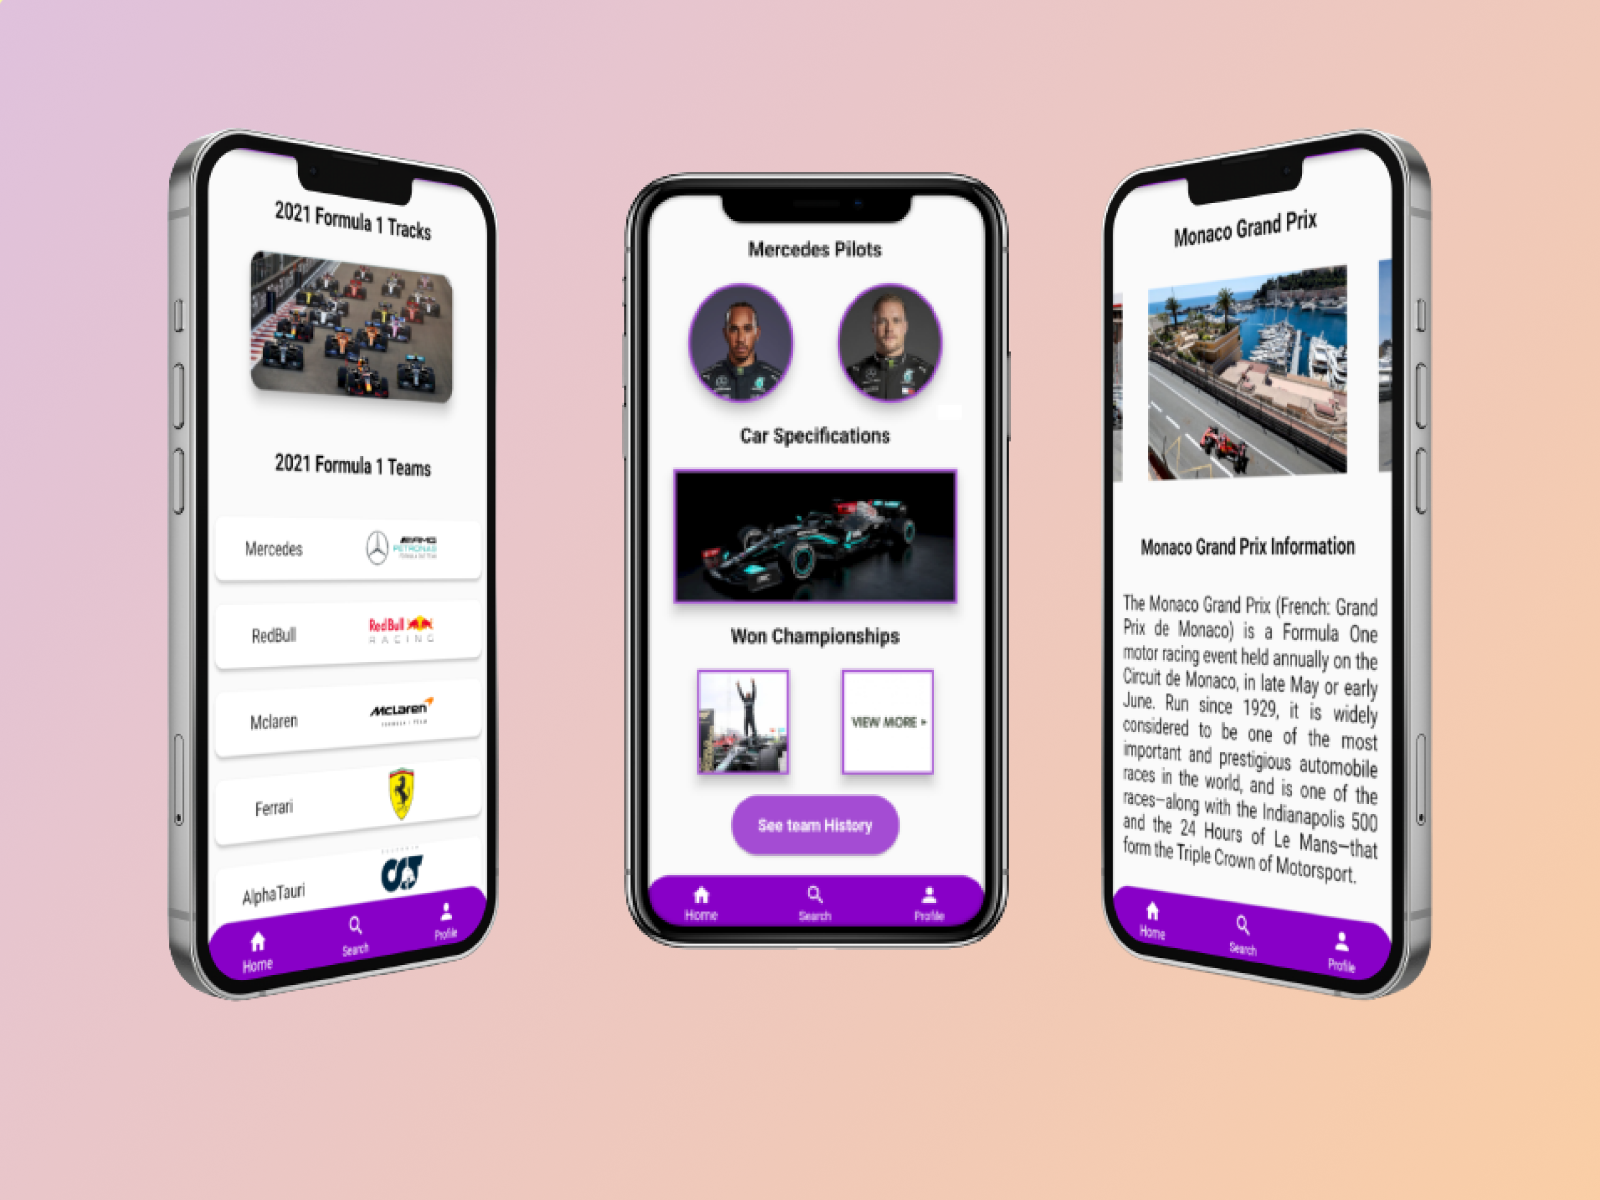 2021 Formula 1 Tracks
2021 Formula 1 Teams
Mercedes
AMG
PETRONAS
RedBull
Red Bull
RACING
Mclaren
McLaren
Ferrari
AlphaTauri
Home
Search
Profile
Mercedes Pilots
Car Specifications
Won Championships
VIEW MORE ▸
See team History
Home
Search
Profile
Monaco Grand Prix
Monaco Grand Prix Information
The Monaco Grand Prix (French: Grand
Prix de Monaco) is a Formula One
motor racing event held annually on the
Circuit de Monaco, in late May or early
June. Run since 1929, it is widely
considered to be one of the most
important and prestigious automobile
races in the world, and is one of the
races—along with the Indianapolis 500
and the 24 Hours of Le Mans—that
form the Triple Crown of Motorsport.
Home
Search
Profile